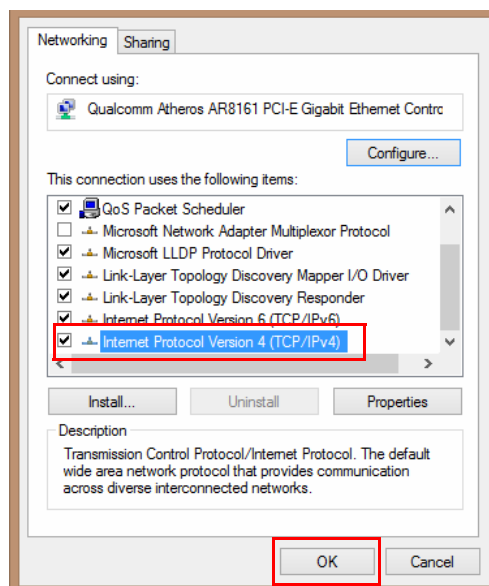 Networking Sharing
Connect using:
Qualcomm Atheros AR8161 PCI-E Gigabit Ethernet Contrc
Configure...
This connection uses the following items:
QoS Packet Scheduler
Microsoft Network Adapter Multiplexor Protocol
Microsoft LLDP Protocol Driver
Link-Layer Topology Discovery Mapper I/O Driver
Link-Layer Topology Discovery Responder
Internet Protocol Version 6 (TCP/IPv6)
Internet Protocol Version 4 (TCP/IPv4)
Install... Uninstall Properties
Description
Transmission Control Protocol/Internet Protocol. The default
wide area network protocol that provides communication
across diverse interconnected networks.
OK Cancel